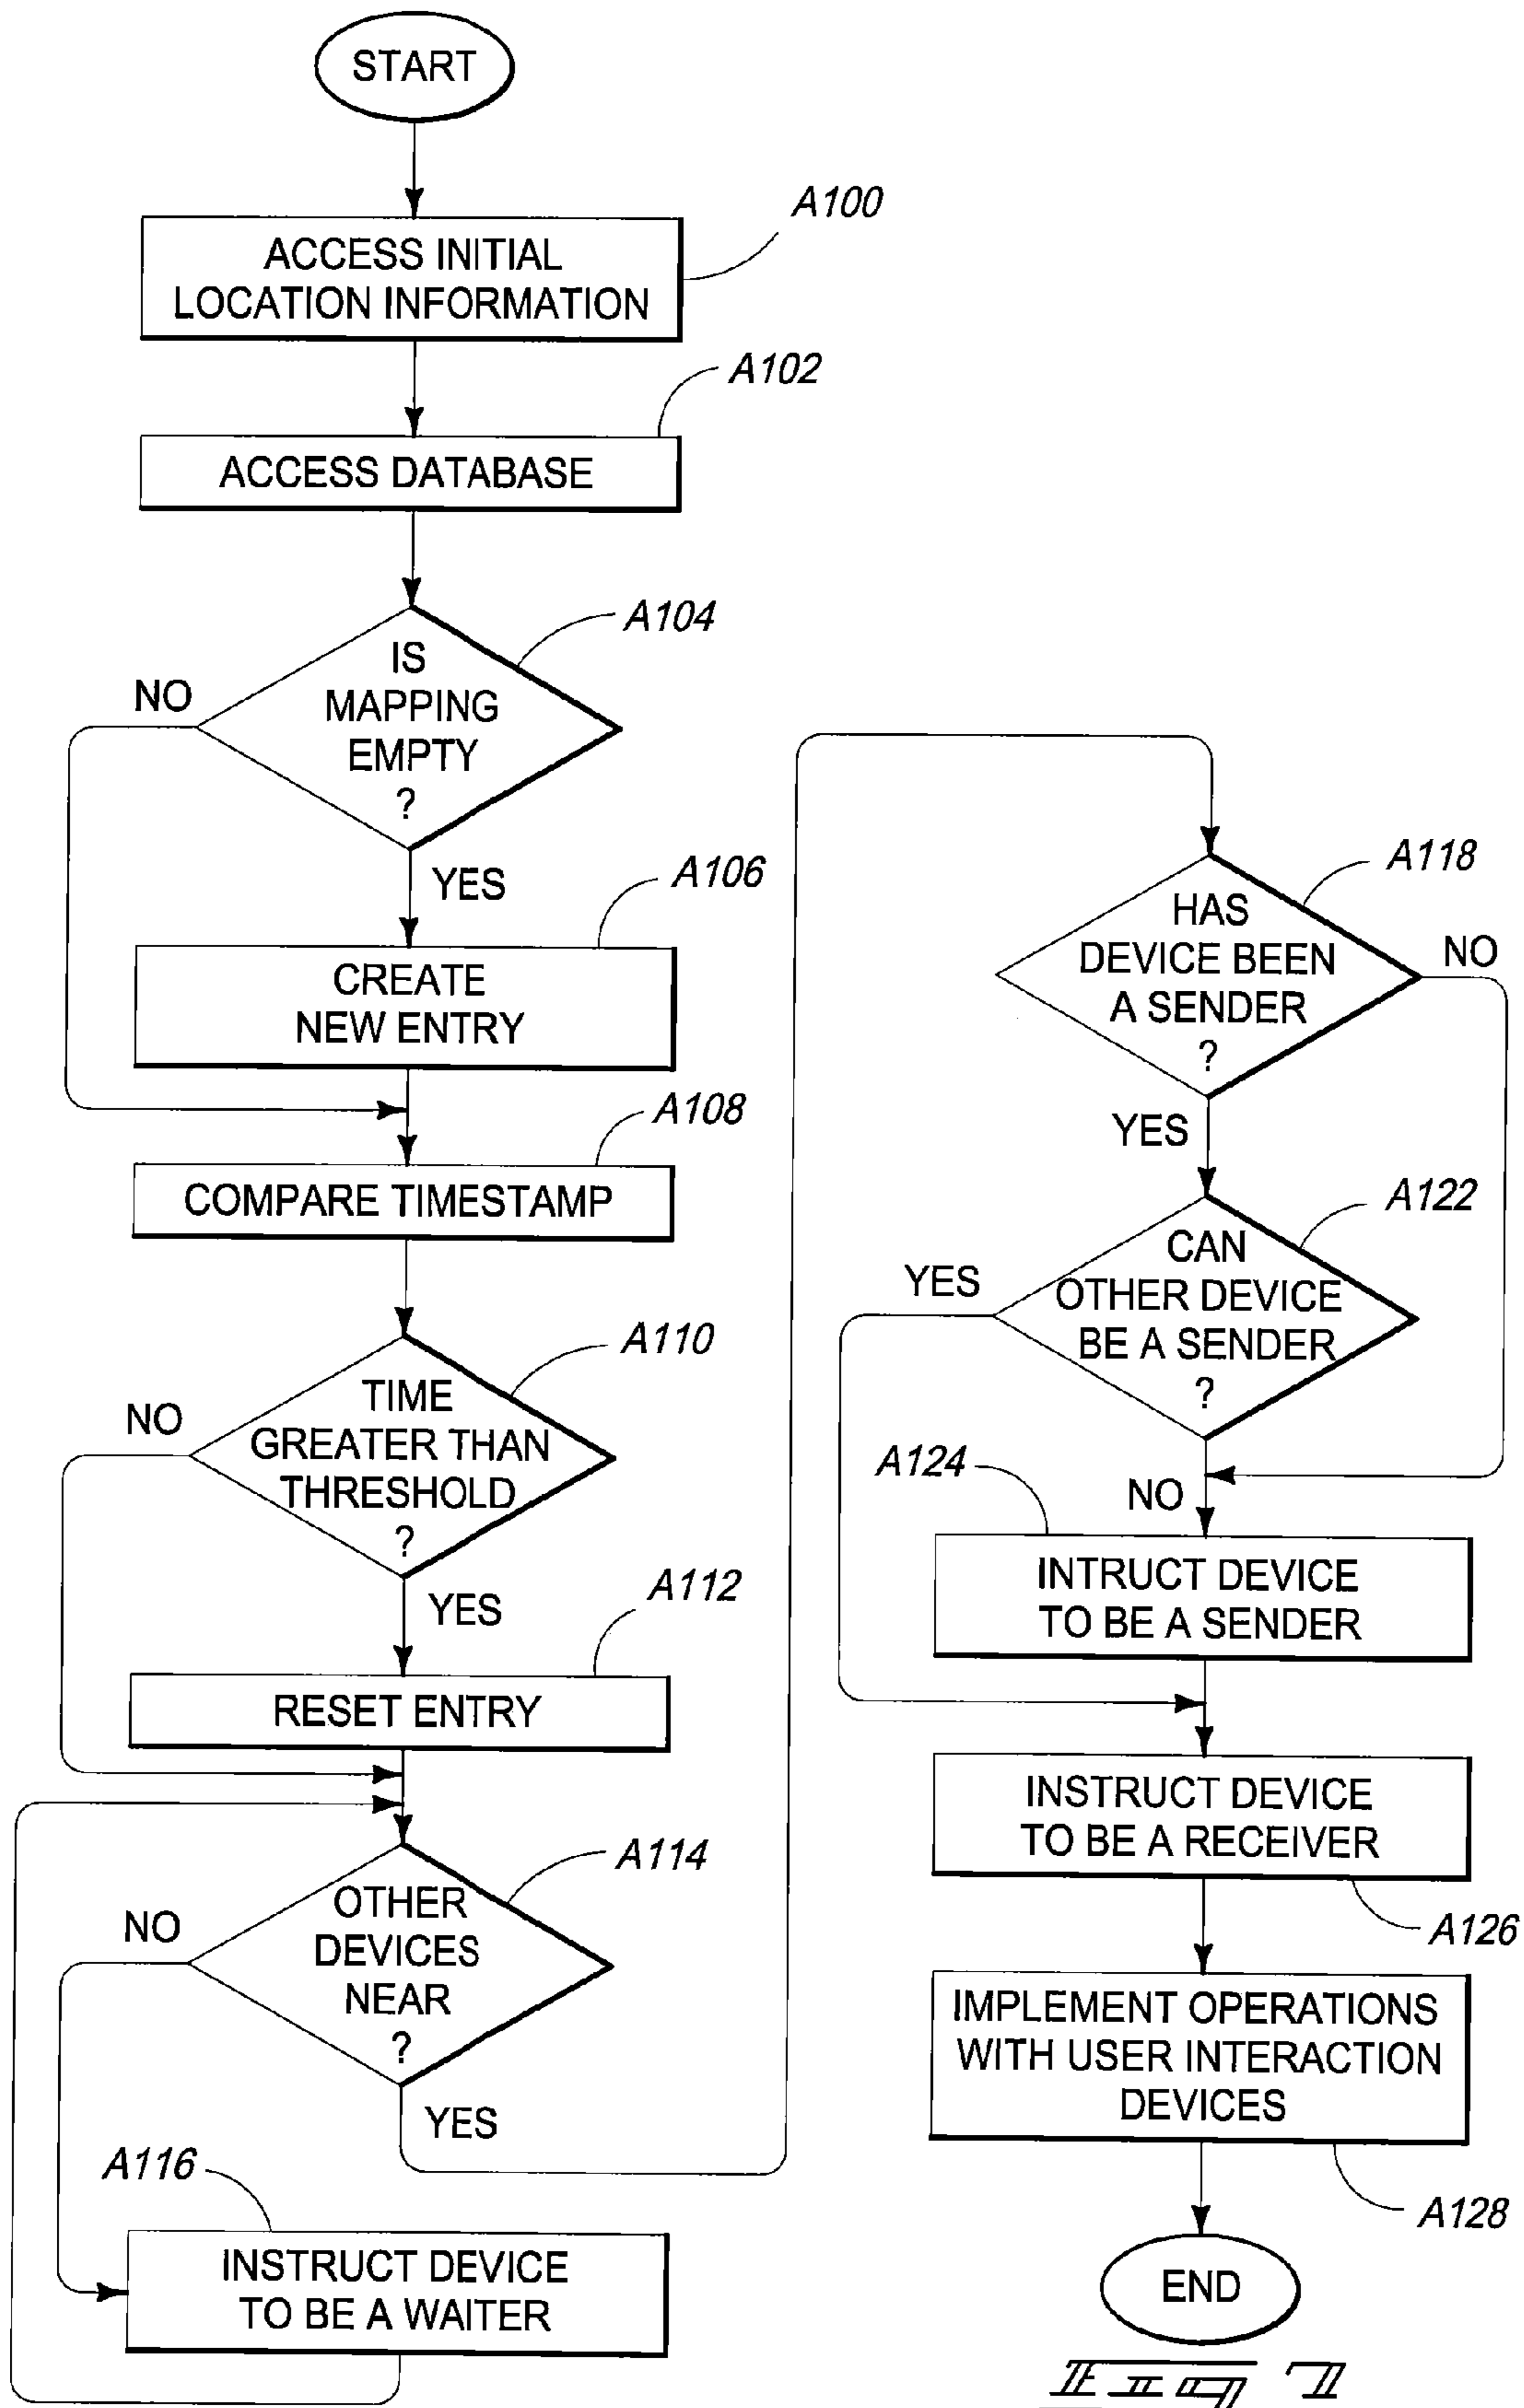 START
A100
ACCESS INITIAL
LOCATION INFORMATION
A102
ACCESS DATABASE
A104
IS
MAPPING
EMPTY
?
NO
YES
A106
CREATE
NEW ENTRY
A108
COMPARE TIMESTAMP
A110
TIME
GREATER THAN
THRESHOLD
?
NO
YES
A112
RESET ENTRY
A114
OTHER
DEVICES
NEAR
?
NO
YES
A116
INSTRUCT DEVICE
TO BE A WAITER
A118
HAS
DEVICE BEEN
A SENDER
?
NO
YES
A122
CAN
OTHER DEVICE
BE A SENDER
?
YES
NO
A124
INTRUCT DEVICE
TO BE A SENDER
INSTRUCT DEVICE
TO BE A RECEIVER
A126
IMPLEMENT OPERATIONS
WITH USER INTERACTION
DEVICES
A128
END
Fig 7